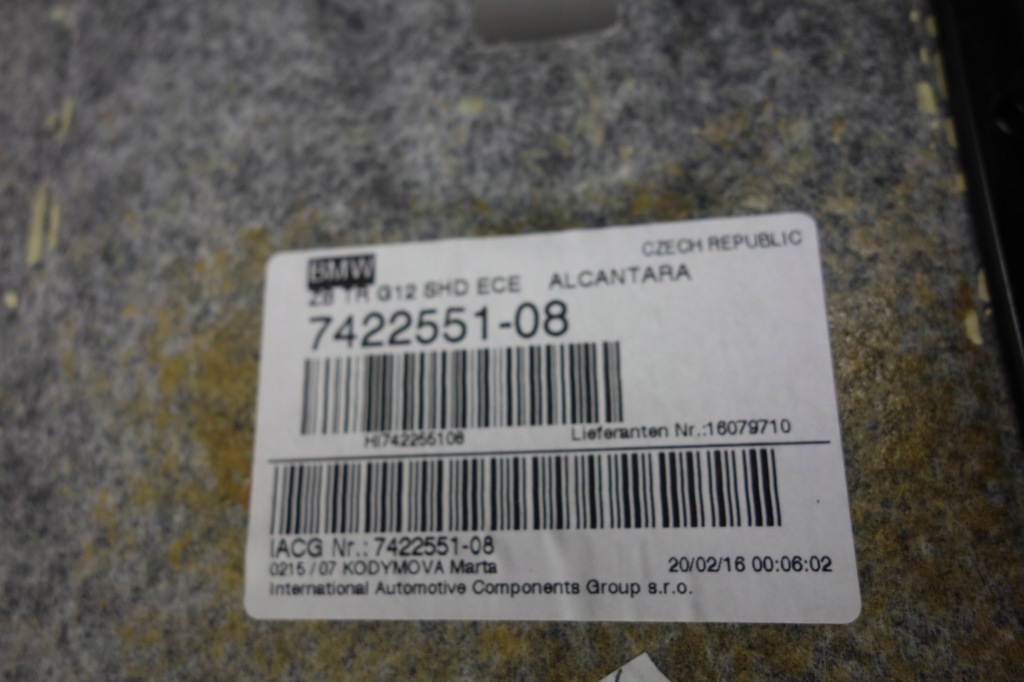 CZECH REPUBLIC
BMW
ZB TR G12 SHD ECE ALCANTARA
7422551-08
HI742255108
Lieferanten Nr.:16079710
IACG Nr.: 7422551-08
0215 / 07 KODYMOVA Marta
20/02/16 00:06:02
International Automotive Components Group s.r.o.